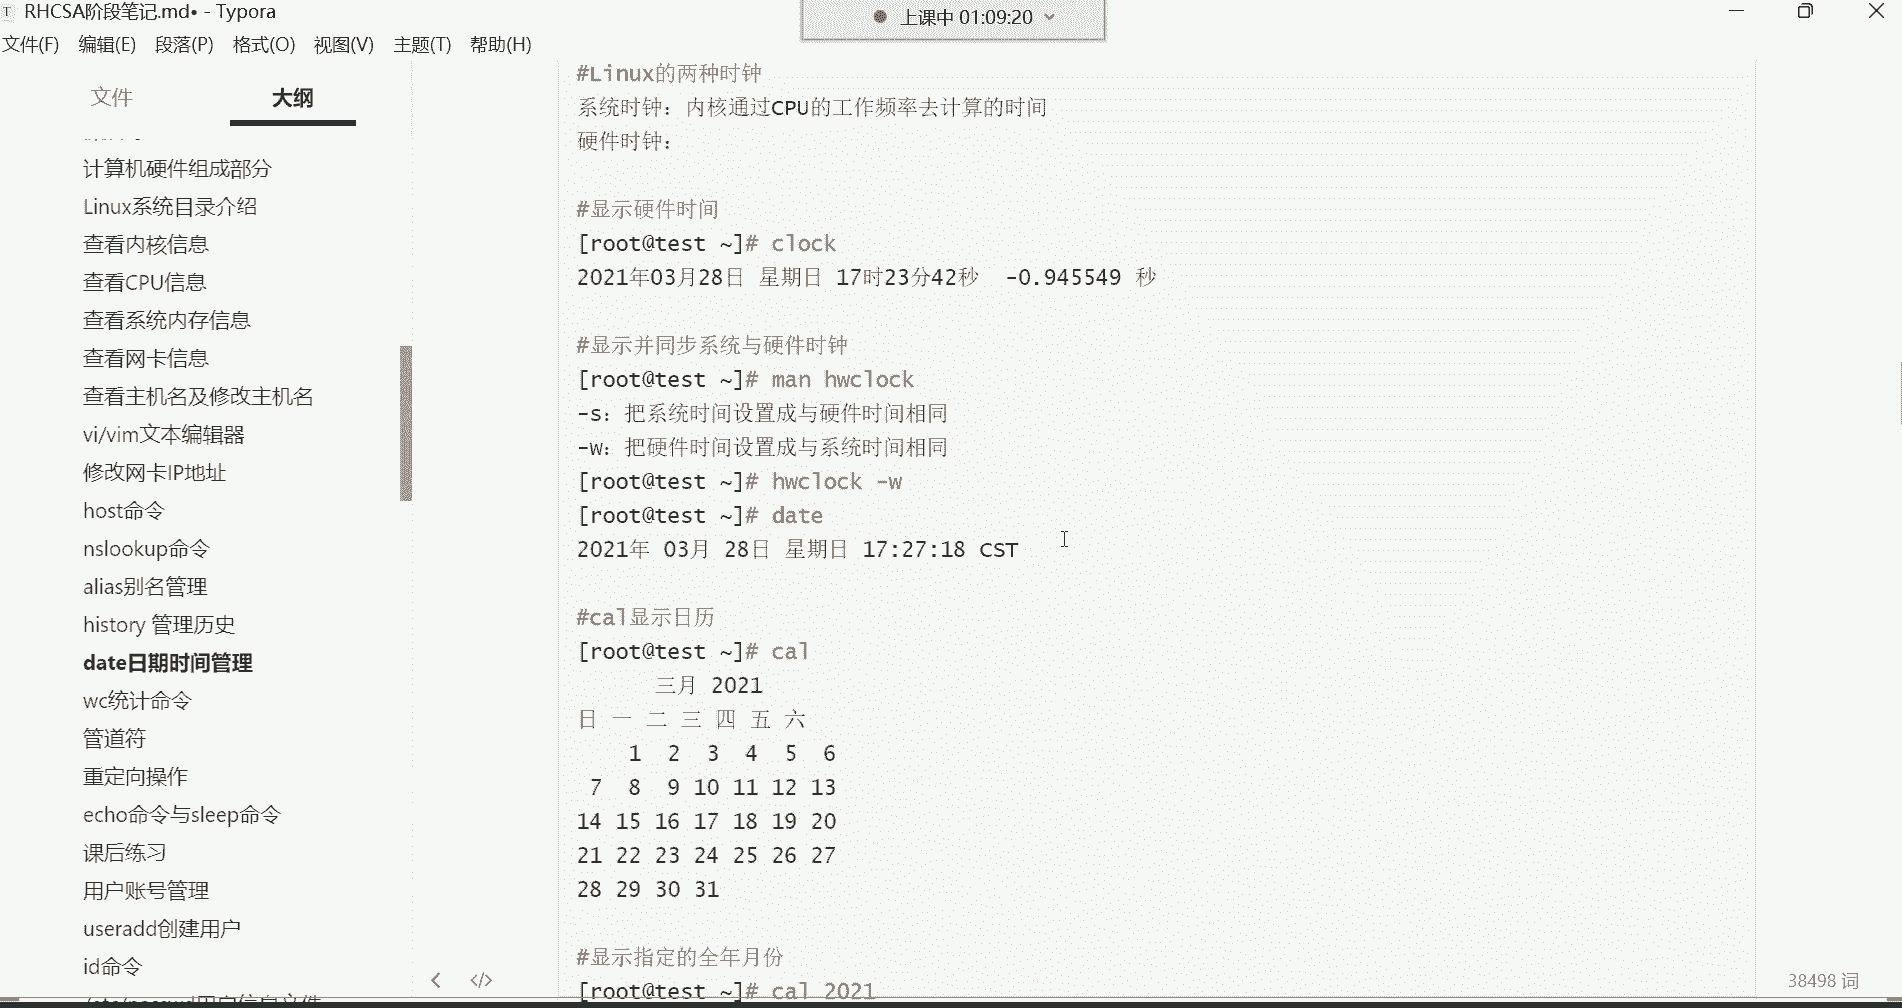 RHCSA阶段笔记.md• - Typora
上课中 01:09:20
文件(F) 编辑(E) 段落(P) 格式(O) 视图(V) 主题(T) 帮助(H)
文件 大纲
计算机硬件组成部分
Linux系统目录介绍
查看内核信息
查看CPU信息
查看系统内存信息
查看网卡信息
查看主机名及修改主机名
vi/vim文本编辑器
修改网卡IP地址
host命令
nslookup命令
alias别名管理
history 管理历史
date日期时间管理
wc统计命令
管道符
重定向操作
echo命令与sleep命令
课后练习
用户账号管理
useradd创建用户
id命令
#Linux的两种时钟
系统时钟：内核通过CPU的工作频率去计算的时间
硬件时钟：
#显示硬件时间
[root@test ~]# clock
2021年03月28日 星期日 17时23分42秒  -0.945549 秒
#显示并同步系统与硬件时钟
[root@test ~]# man hwclock
-s：把系统时间设置成与硬件时间相同
-w：把硬件时间设置成与系统时间相同
[root@test ~]# hwclock -w
[root@test ~]# date
2021年 03月 28日 星期日 17:27:18 CST
#cal显示日历
[root@test ~]# cal
三月 2021
日 一 二 三 四 五 六
1 2 3 4 5 6
7 8 9 10 11 12 13
14 15 16 17 18 19 20
21 22 23 24 25 26 27
28 29 30 31
#显示指定的全年月份
[root@test ~]# cal 2021
38498 词